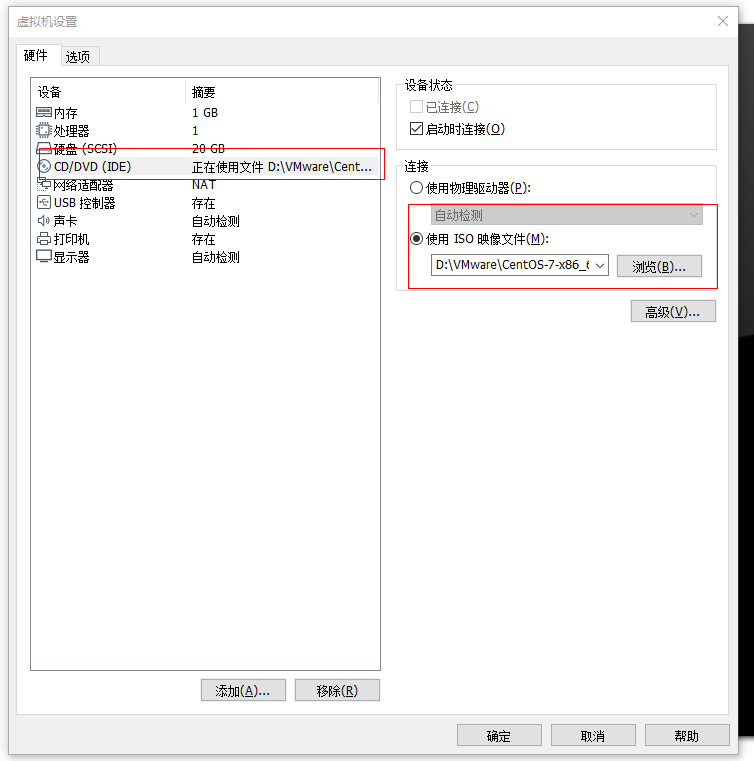 虚拟机设置
硬件 选项
设备 摘要
内存 1 GB
处理器 1
硬盘 (SCSI) 20 GB
CD/DVD (IDE) 正在使用文件 D:\VMware\Cent...
网络适配器 NAT
USB 控制器 存在
声卡 自动检测
打印机 存在
显示器 自动检测
添加(A)... 移除(R)
设备状态
已连接(C)
启动时连接(O)
连接
使用物理驱动器(P):
自动检测
使用 ISO 映像文件(M):
D:\VMware\CentOS-7-x86_6 浏览(B)...
高级(V)...
确定 取消 帮助